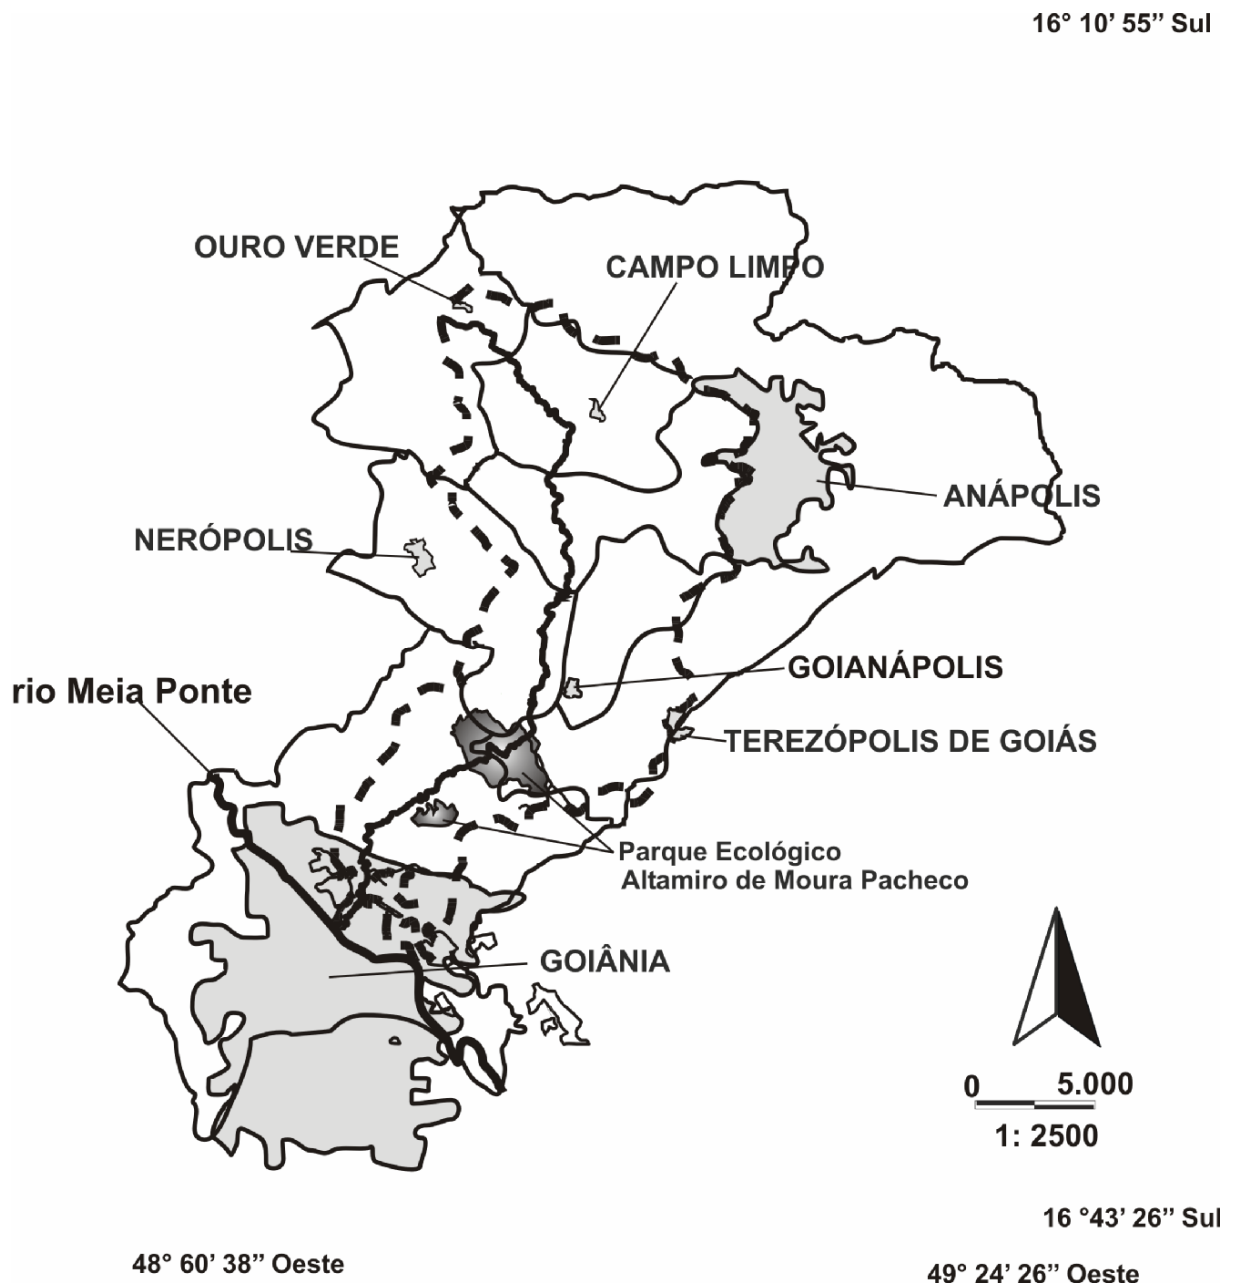 16° 10’ 55” Sul
OURO VERDE
CAMPO LIMPO
ANÁPOLIS
NERÓPOLIS
GOIANÁPOLIS
rio Meia Ponte
TEREZÓPOLIS DE GOIÁS
Parque Ecológico
Altamiro de Moura Pacheco
GOIÂNIA
0 5.000
1: 2500
16 °43’ 26” Sul
48° 60’ 38” Oeste
49° 24’ 26” Oeste